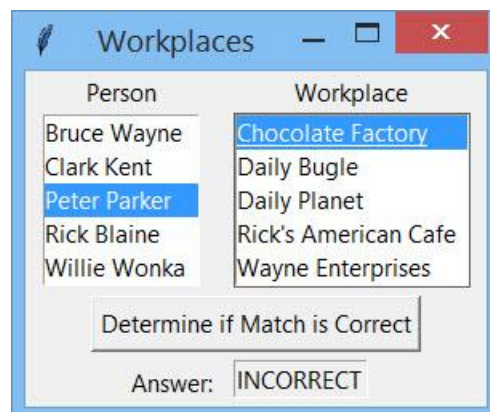 Workplaces
Person Workplace
Bruce Wayne Chocolate Factory
Clark Kent Daily Bugle
Peter Parker Daily Planet
Rick Blaine Rick's American Cafe
Willie Wonka Wayne Enterprises
Determine if Match is Correct
Answer: INCORRECT